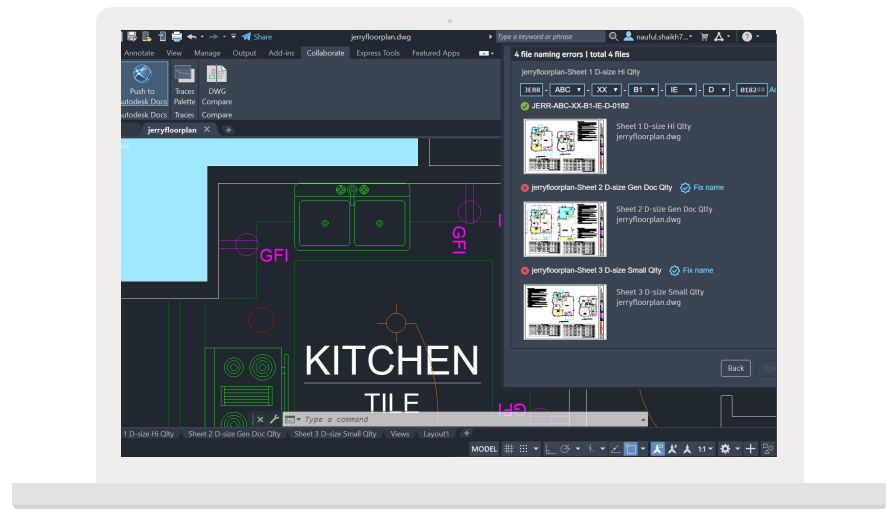 Share
jerryfloorplan.dwg
Type a keyword or phrase
nauful.shaikh7...
Annotate View Manage Output Add-ins Collaborate Express Tools Featured Apps
Push to
Autodesk Docs
Traces
Palette
DWG
Compare
Autodesk Docs Traces Compare
jerryfloorplan
4 file naming errors | total 4 files
jerryfloorplan-Sheet 1 D-size Hi Qlty
JERR - ABC - XX - B1 - IE - D - 0182##
JERR-ABC-XX-B1-IE-D-0182
Sheet 1 D-size Hi Qlty
jerryfloorplan.dwg
jerryfloorplan-Sheet 2 D-size Gen Doc Qlty Fix name
Sheet 2 D-size Gen Doc Qlty
jerryfloorplan.dwg
jerryfloorplan-Sheet 3 D-size Small Qlty Fix name
Sheet 3 D-size Small Qlty
jerryfloorplan.dwg
Back
GFI
GFI
KITCHEN
TILE
Type a command
1 D-size Hi Qlty Sheet 2 D-size Gen Doc Qlty Sheet 3 D-size Small Qlty Views Layout1
MODEL 1:1